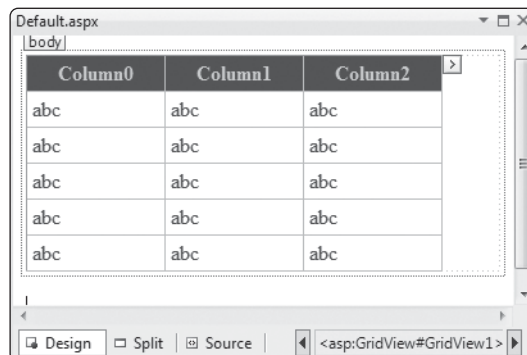 Default.aspx
body
Column0 Column1 Column2
abc abc abc
abc abc abc
abc abc abc
abc abc abc
abc abc abc
Design Split Source <asp:GridView#GridView1>